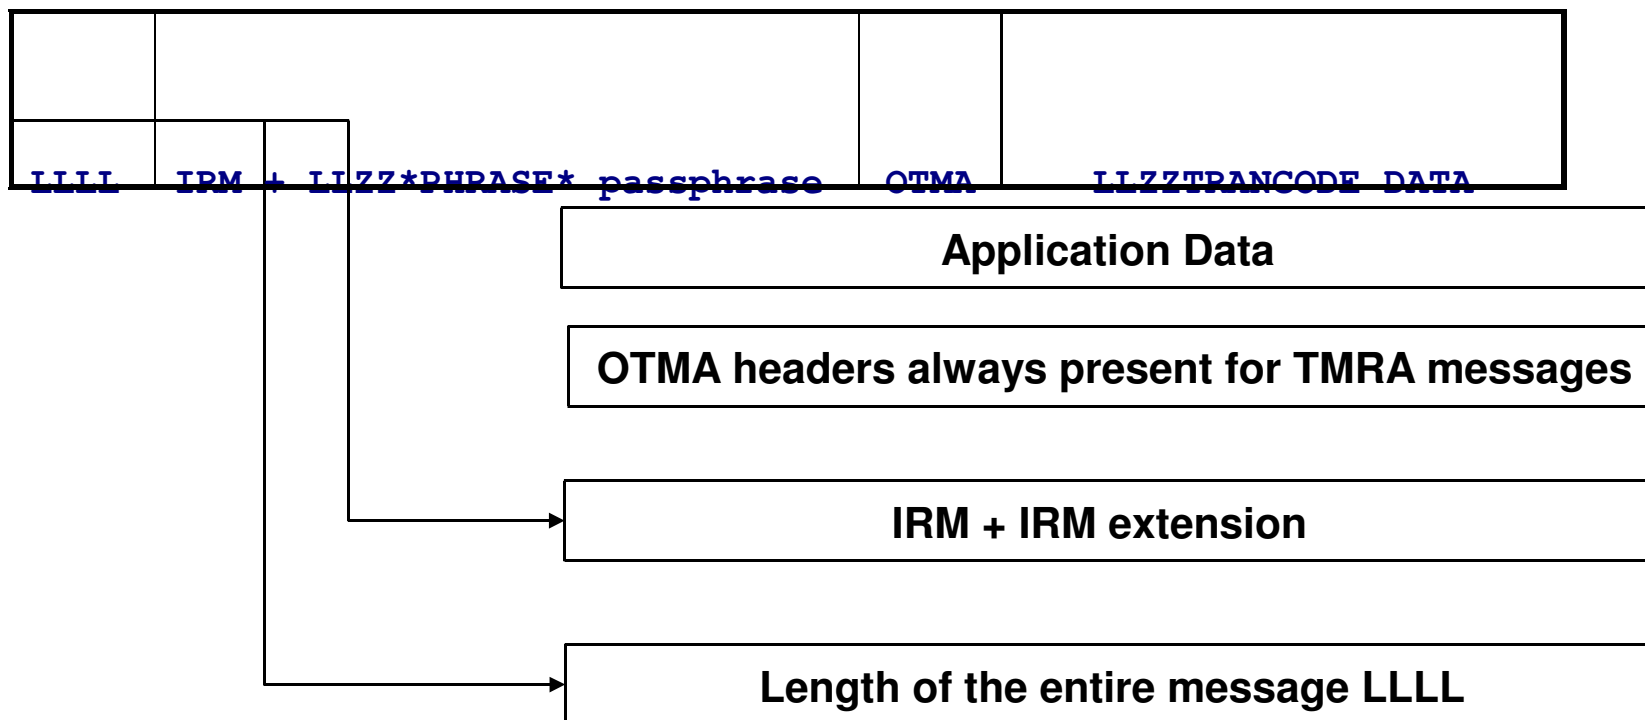 LLLL IRM + LLZZ*PHRASE* passphrase OTMA LLZZTRANCODE DATA
Application Data
OTMA headers always present for TMRA messages
IRM + IRM extension
Length of the entire message LLLL